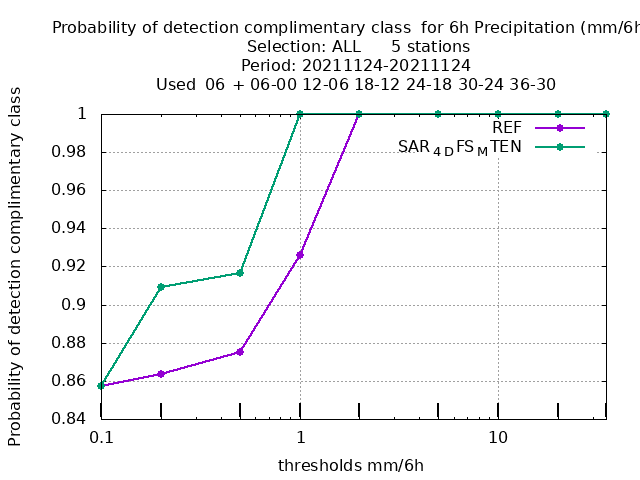 Probability of detection complimentary class for 6h Precipitation (mm/6h
Selection: ALL 5 stations
Period: 20211124-20211124
Used 06 + 06-00 12-06 18-12 24-18 30-24 36-30
Probability of detection complimentary class
1
0.98
0.96
0.94
0.92
0.9
0.88
0.86
0.84
REF
SAR4DFSMTEN
0.1 1 10
thresholds mm/6h